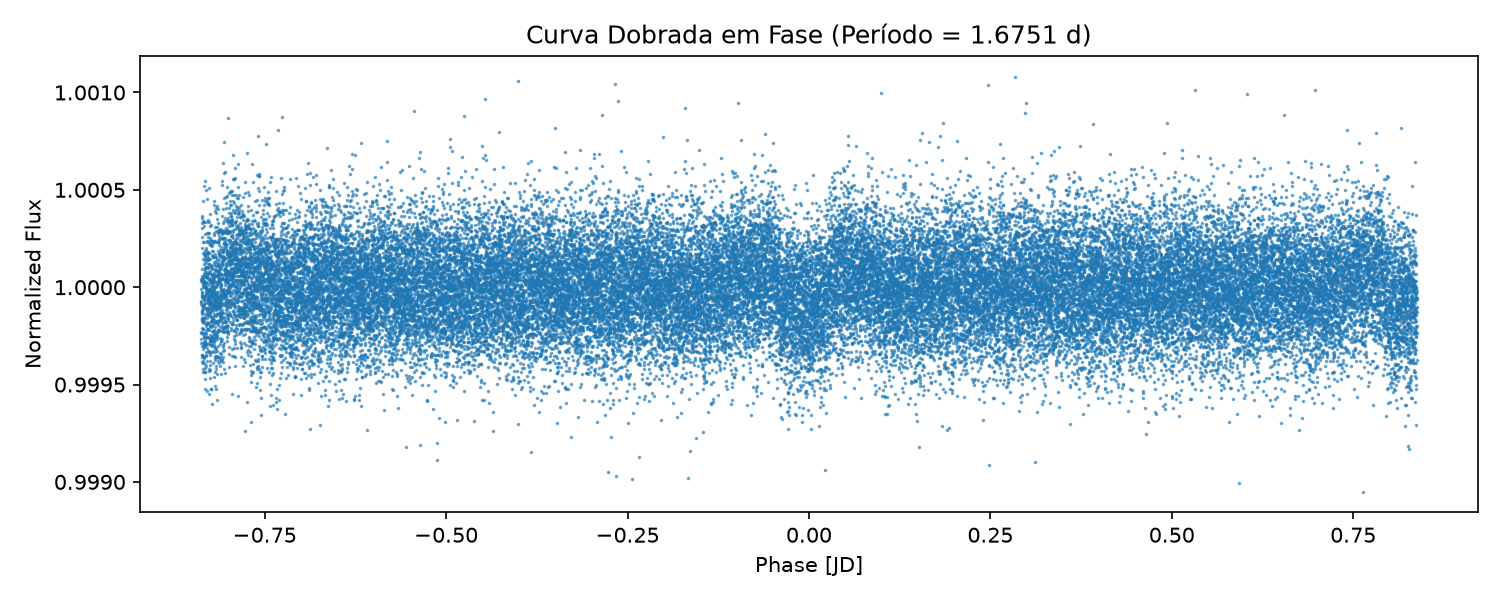 Curva Dobrada em Fase (Período = 1.6751 d)
Normalized Flux
1.0010
1.0005
1.0000
0.9995
0.9990
−0.75 −0.50 −0.25 0.00 0.25 0.50 0.75
Phase [JD]